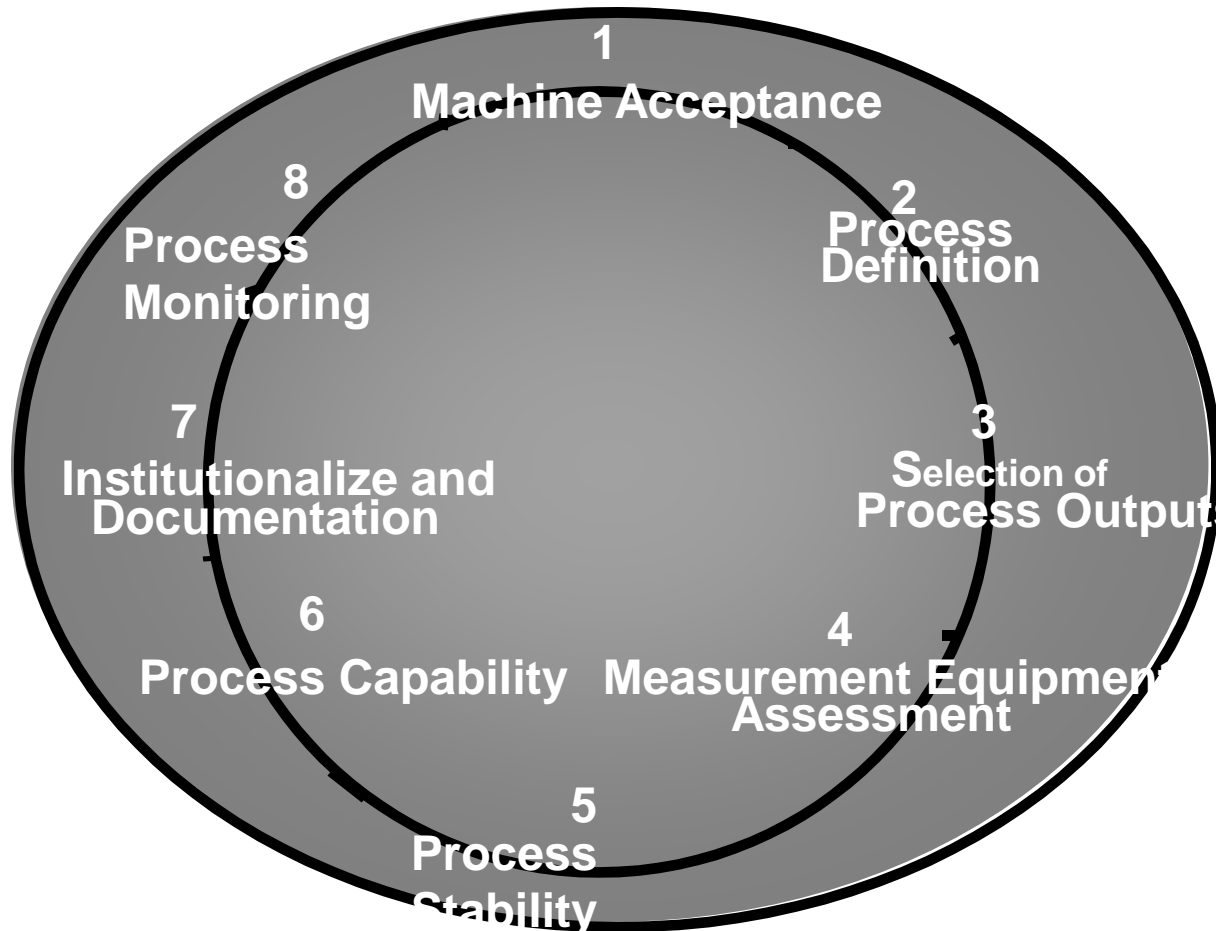 1
Machine Acceptance
2
Process
Definition
3
Selection of
Process Outputs
4
Measurement Equipment
Assessment
5
Process
Stability
6
Process Capability
7
Institutionalize and
Documentation
8
Process
Monitoring